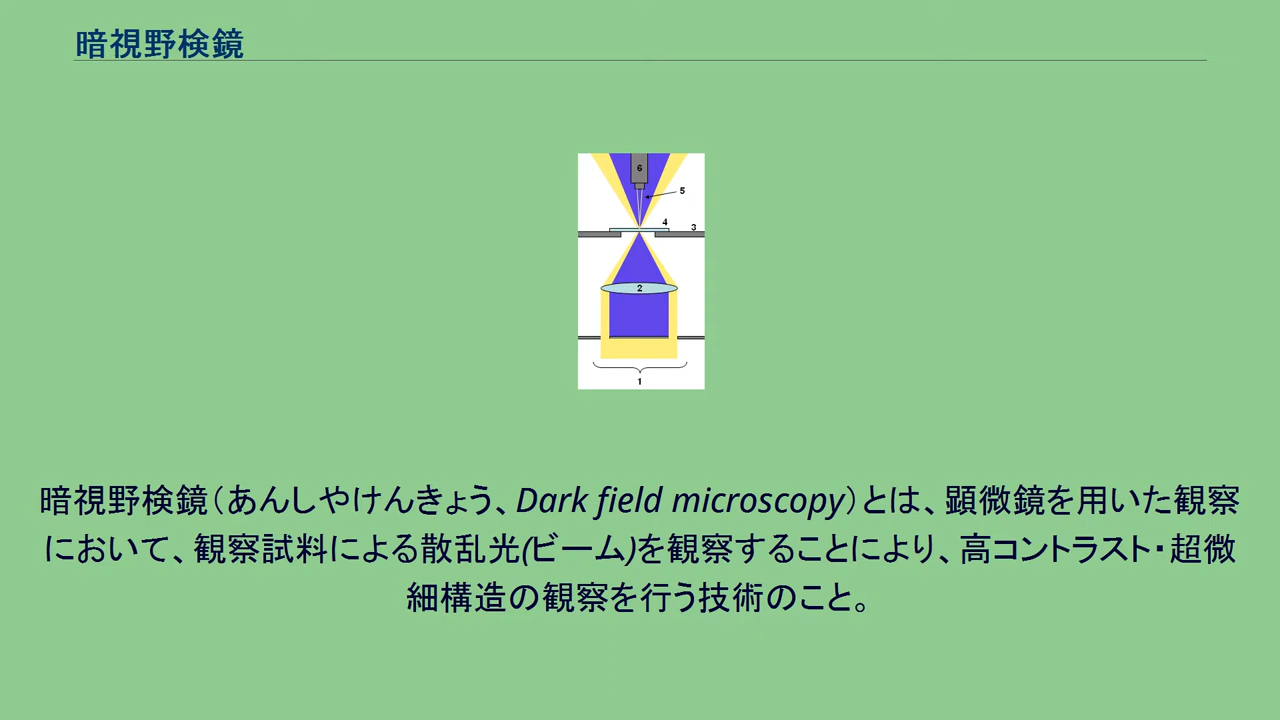 暗視野検鏡
6
5
4
3
2
1
暗視野検鏡（あんしやけんきょう、Dark field microscopy）とは、顕微鏡を用いた観察
において、観察試料による散乱光(ビーム)を観察することにより、高コントラスト・超微
細構造の観察を行う技術のこと。